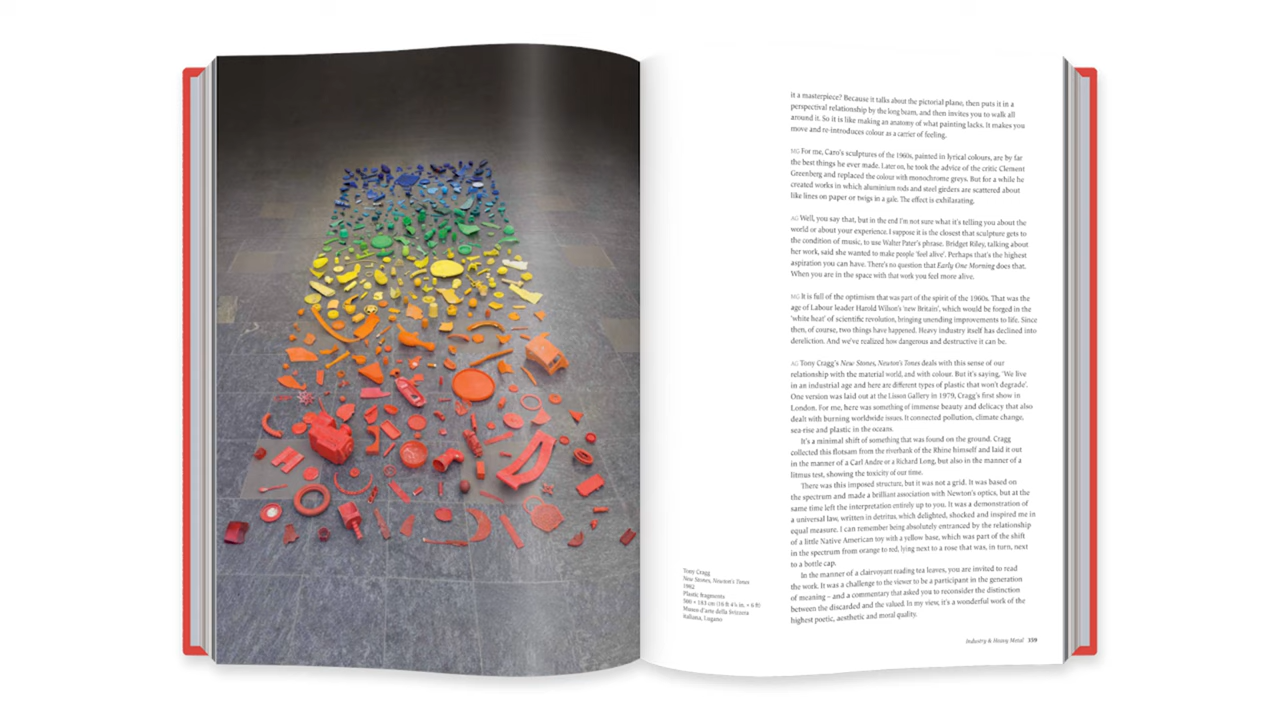 it a masterpiece? Because it talks about the pictorial plane, then puts it in a
perspectival relationship by the long beam, and then invites you to walk all
around it. So it is like making an anatomy of what painting lacks. It makes you
move and re-introduces colour as a carrier of feeling.
MG For me, Caro's sculptures of the 1960s, painted in lyrical colours, are by far
the best things he ever made. Later on, he took the advice of the critic Clement
Greenberg and replaced the colour with monochrome greys. But for a while he
created works in which aluminium rods and steel girders are scattered about
like lines on paper or twigs in a gale. The effect is exhilarating.
AG Well, you say that, but in the end I'm not sure what it's telling you about the
world or about your experience. I suppose it is the closest that sculpture gets to
the condition of music, to use Walter Pater's phrase. Bridget Riley, talking about
her work, said she wanted to make people 'feel alive'. Perhaps that's the highest
aspiration you can have. There's no question that Early One Morning does that.
When you are in the space with that work you feel more alive.
MG It is full of the optimism that was part of the spirit of the 1960s. That was the
age of Labour leader Harold Wilson's 'new Britain', which would be forged in the
'white heat' of scientific revolution, bringing unending improvements to life. Since
then, of course, two things have happened. Heavy industry itself has declined into
dereliction. And we've realized how dangerous and destructive it can be.
AG Tony Cragg's New Stones, Newton's Tones deals with this sense of our
relationship with the material world, and with colour. But it's saying, 'We live
in an industrial age and here are different types of plastic that won't degrade'.
One version was laid out at the Lisson Gallery in 1979, Cragg's first show in
London. For me, here was something of immense beauty and delicacy that also
dealt with burning worldwide issues. It connected pollution, climate change,
sea rise and plastic in the oceans.
It's a minimal shift of something that was found on the ground. Cragg
collected this flotsam from the riverbank of the Rhine himself and laid it out
in the manner of a Carl Andre or a Richard Long, but also in the manner of a
litmus test, showing the toxicity of our time.
There was this imposed structure, but it was not a grid. It was based on
the spectrum and made a brilliant association with Newton's optics, but at the
same time left the interpretation entirely up to you. It was a demonstration of
a universal law, written in detritus, which delighted, shocked and inspired me in
equal measure. I can remember being absolutely entranced by the relationship
of a little Native American toy with a yellow base, which was part of the shift
in the spectrum from orange to red, lying next to a rose that was, in turn, next
to a bottle cap.
In the manner of a clairvoyant reading tea leaves, you are invited to read
the work. It was a challenge to the viewer to be a participant in the generation
of meaning – and a commentary that asked you to reconsider the distinction
between the discarded and the valued. In my view, it's a wonderful work of the
highest poetic, aesthetic and moral quality.
Tony Cragg
New Stones, Newton's Tones
1982
Plastic fragments
500 × 183 cm (16 ft 4⅞ in. × 6 ft)
Museo d'arte della Svizzera
italiana, Lugano
Industry & Heavy Metal 359